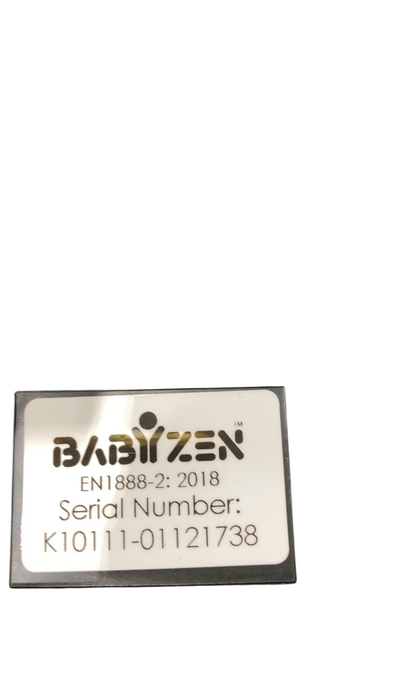 BABYZEN™
EN1888-2: 2018
Serial Number:
K10111-01121738